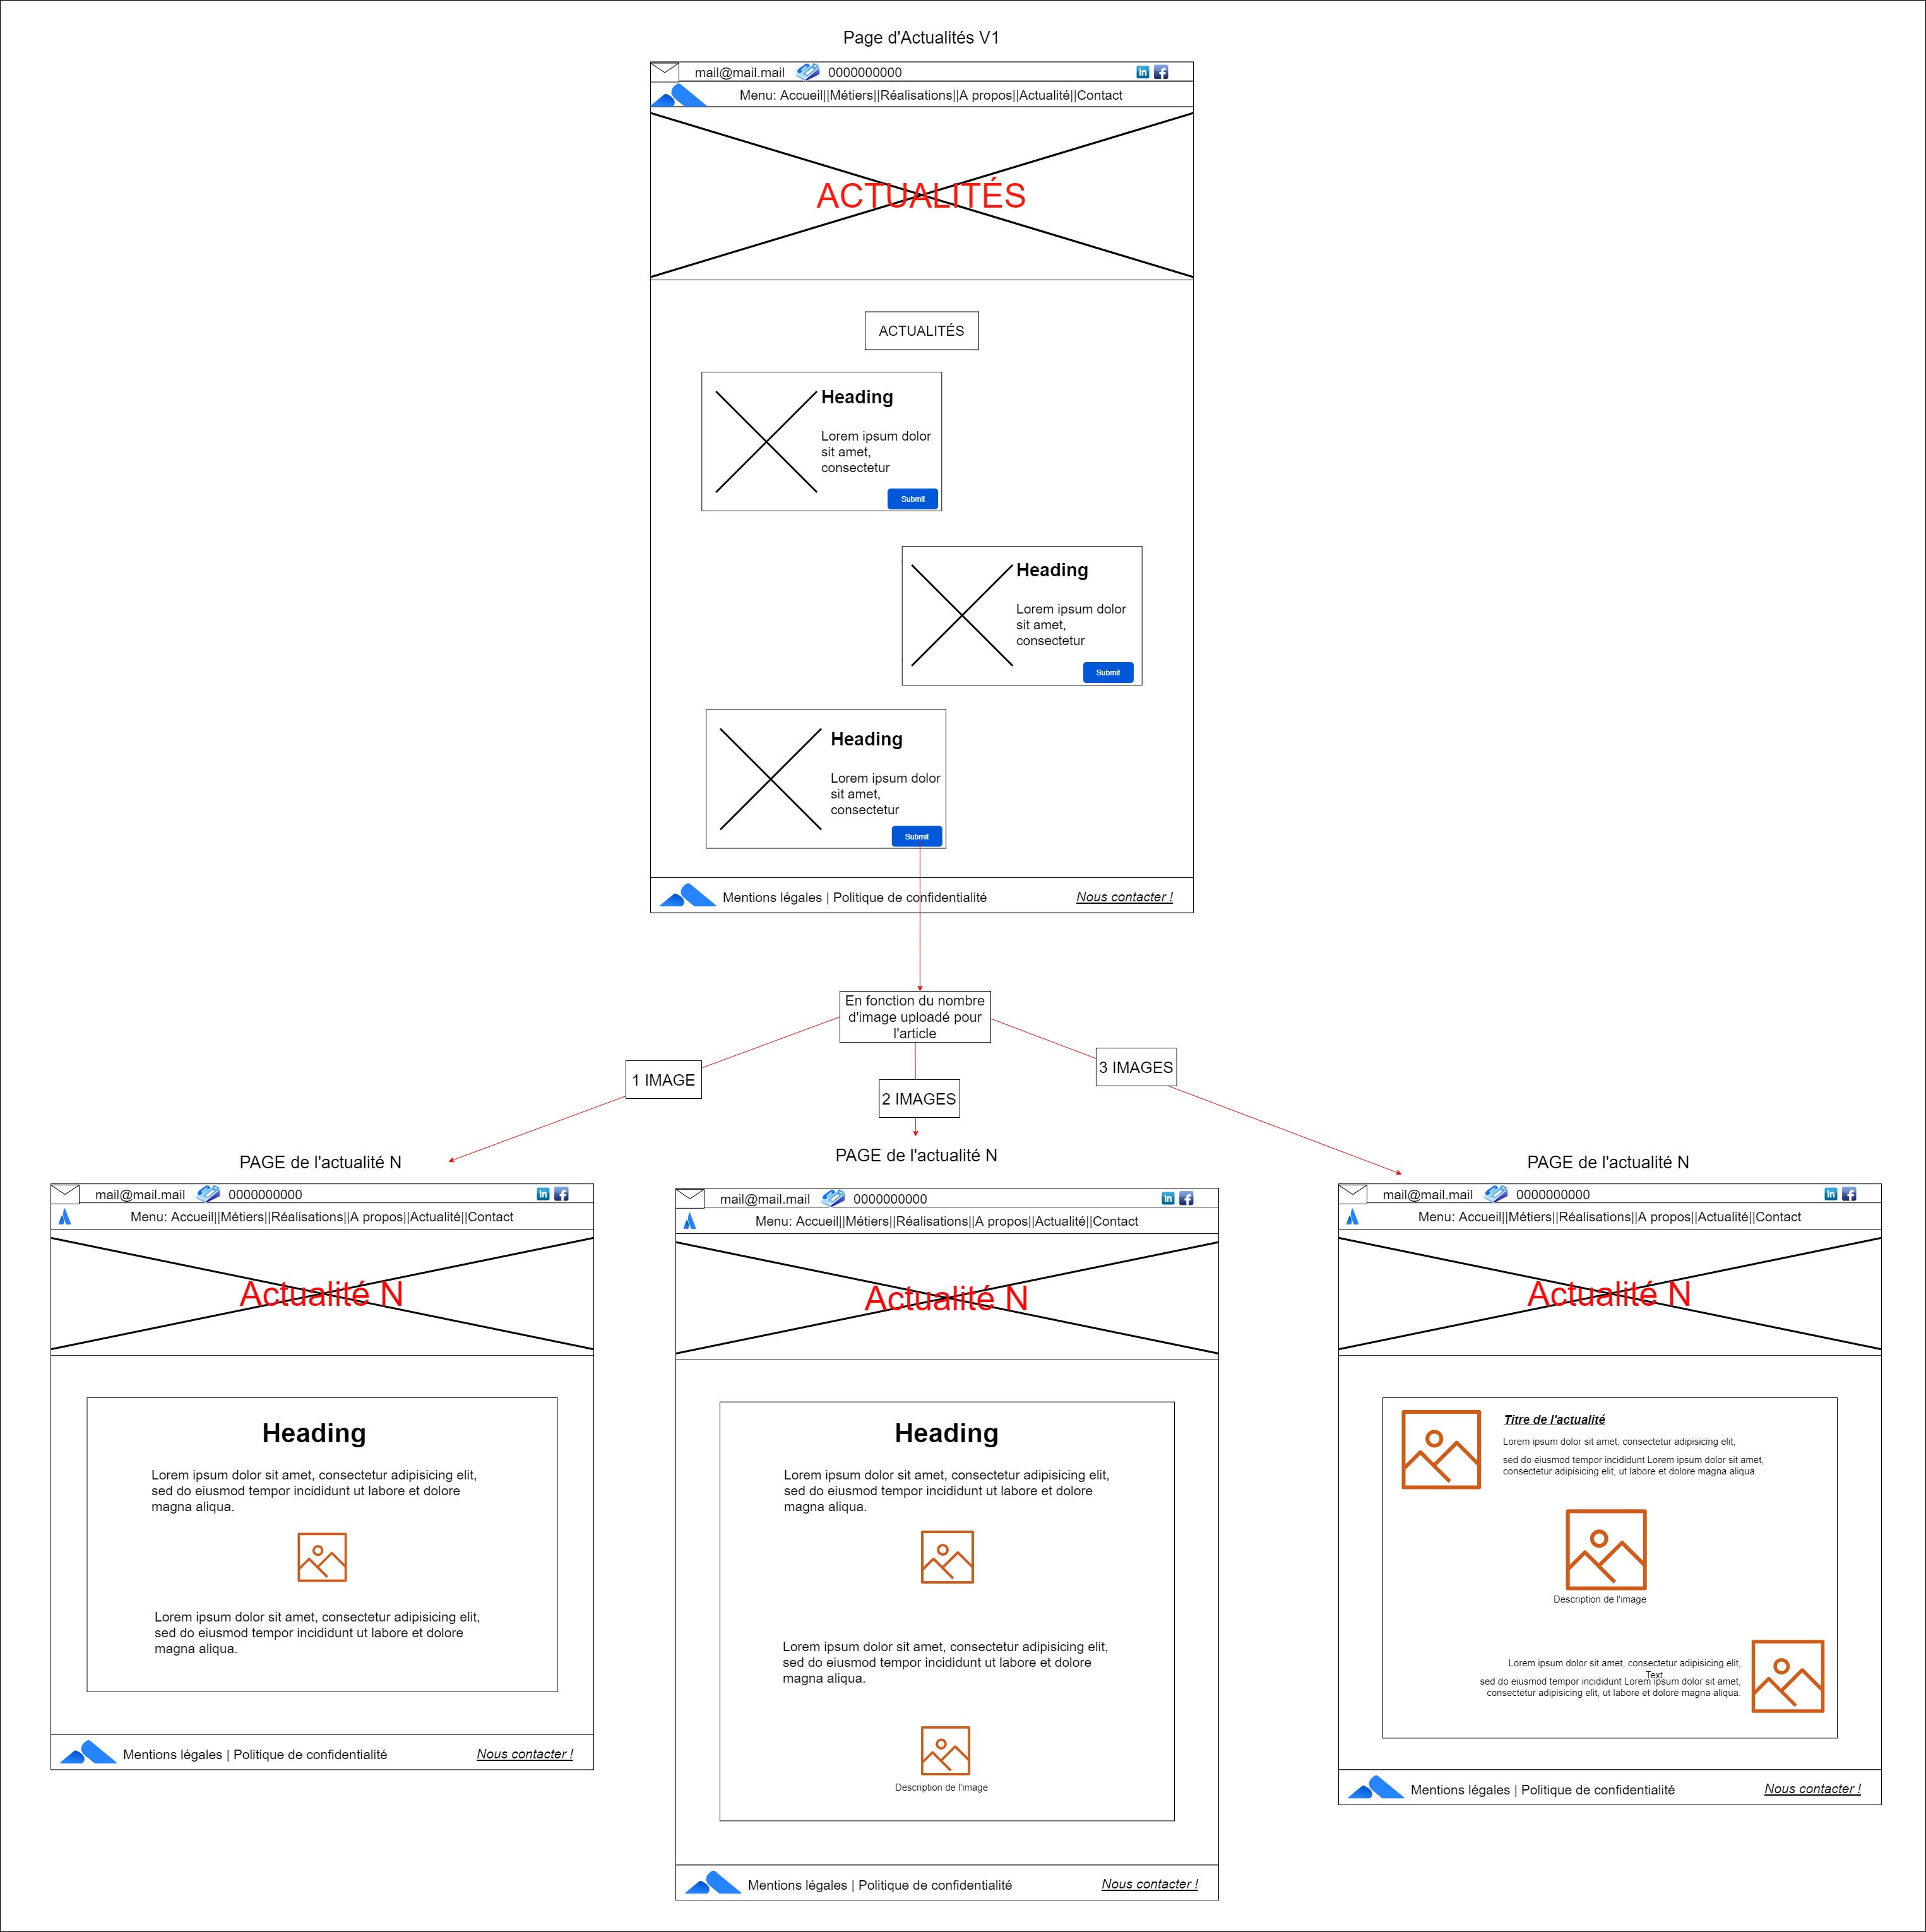 Page d'Actualités V1
mail@mail.mail 0000000000
Menu: Accueil||Métiers||Réalisations||A propos||Actualité||Contact
ACTUALITÉS
ACTUALITÉS
Heading
Lorem ipsum dolor
sit amet,
consectetur
Submit
Heading
Lorem ipsum dolor
sit amet,
consectetur
Submit
Heading
Lorem ipsum dolor
sit amet,
consectetur
Submit
Mentions légales | Politique de confidentialité Nous contacter !
En fonction du nombre
d'image uploadé pour
l'article
1 IMAGE
2 IMAGES
3 IMAGES
PAGE de l'actualité N
mail@mail.mail 0000000000
Menu: Accueil||Métiers||Réalisations||A propos||Actualité||Contact
Actualité N
Heading
Lorem ipsum dolor sit amet, consectetur adipisicing elit,
sed do eiusmod tempor incididunt ut labore et dolore
magna aliqua.
Lorem ipsum dolor sit amet, consectetur adipisicing elit,
sed do eiusmod tempor incididunt ut labore et dolore
magna aliqua.
Mentions légales | Politique de confidentialité Nous contacter !
PAGE de l'actualité N
mail@mail.mail 0000000000
Menu: Accueil||Métiers||Réalisations||A propos||Actualité||Contact
Actualité N
Heading
Lorem ipsum dolor sit amet, consectetur adipisicing elit,
sed do eiusmod tempor incididunt ut labore et dolore
magna aliqua.
Lorem ipsum dolor sit amet, consectetur adipisicing elit,
sed do eiusmod tempor incididunt ut labore et dolore
magna aliqua.
Description de l'image
Mentions légales | Politique de confidentialité Nous contacter !
PAGE de l'actualité N
mail@mail.mail 0000000000
Menu: Accueil||Métiers||Réalisations||A propos||Actualité||Contact
Actualité N
Titre de l'actualité
Lorem ipsum dolor sit amet, consectetur adipisicing elit,
sed do eiusmod tempor incididunt Lorem ipsum dolor sit amet,
consectetur adipisicing elit, ut labore et dolore magna aliqua.
Description de l'image
Lorem ipsum dolor sit amet, consectetur adipisicing elit,
Text
sed do eiusmod tempor incididunt Lorem ipsum dolor sit amet,
consectetur adipisicing elit, ut labore et dolore magna aliqua.
Mentions légales | Politique de confidentialité Nous contacter !